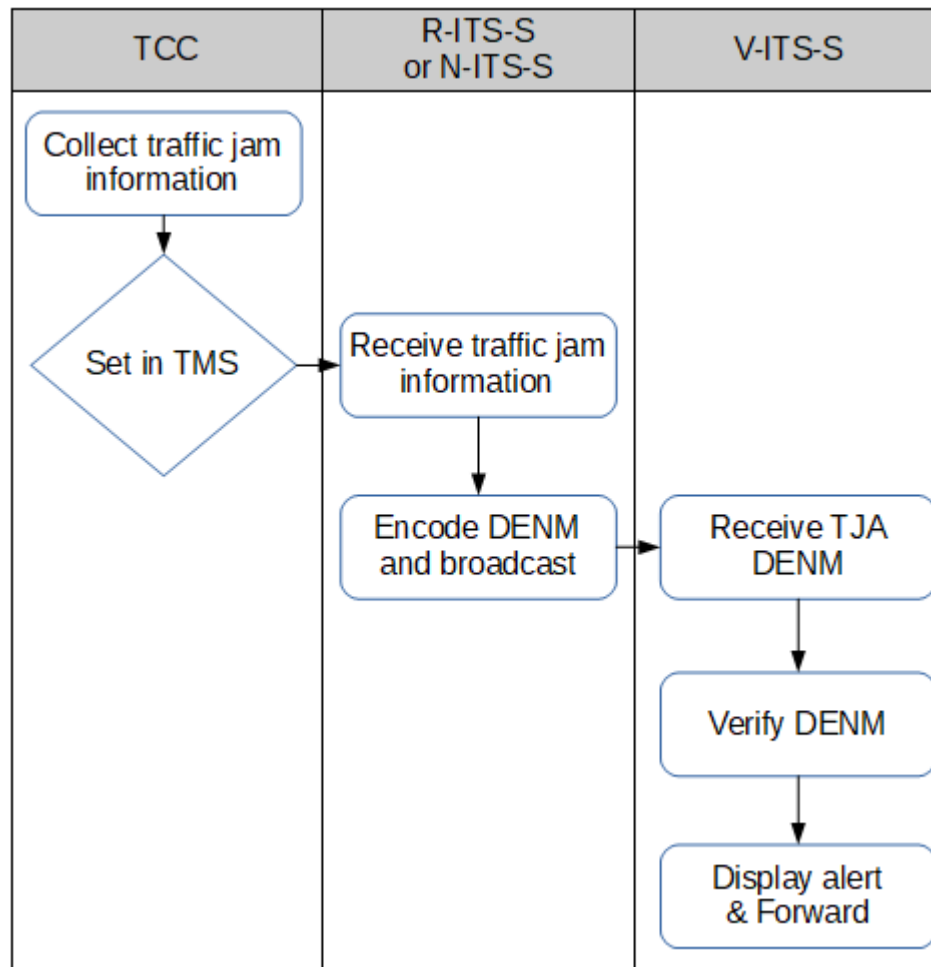 TCC
R-ITS-S
or N-ITS-S
V-ITS-S
Collect traffic jam
information
Set in TMS
Receive traffic jam
information
Encode DENM
and broadcast
Receive TJA
DENM
Verify DENM
Display alert
& Forward